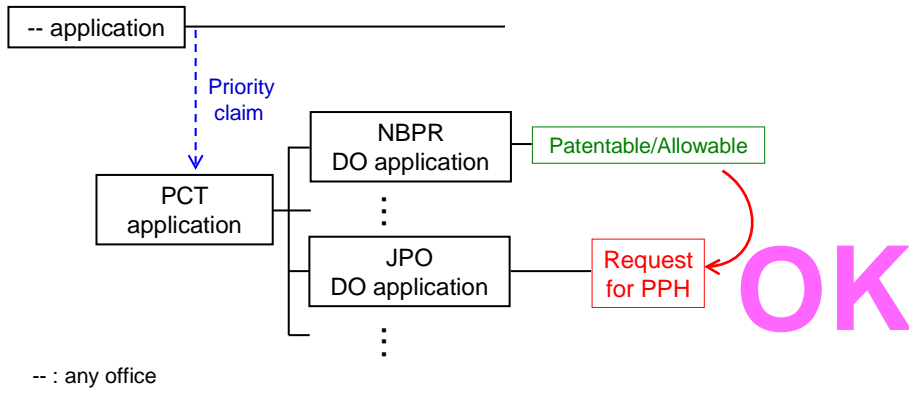 -- application
Priority
claim
NBPR
DO application
Patentable/Allowable
PCT
application
JPO
DO application
Request
for PPH
OK
-- : any office